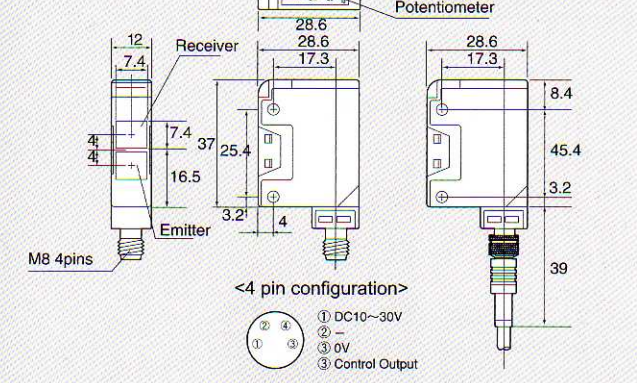 Potentiometer
28.6
12
Receiver
28.6
28.6
7.4
17.3
17.3
8.4
4
7.4
37
25.4
45.4
4
16.5
3.2
3.2
4
Emitter
M8 4pins
39
<4 pin configuration>
② ④
① ③
① DC10～30V
② –
③ 0V
③ Control Output